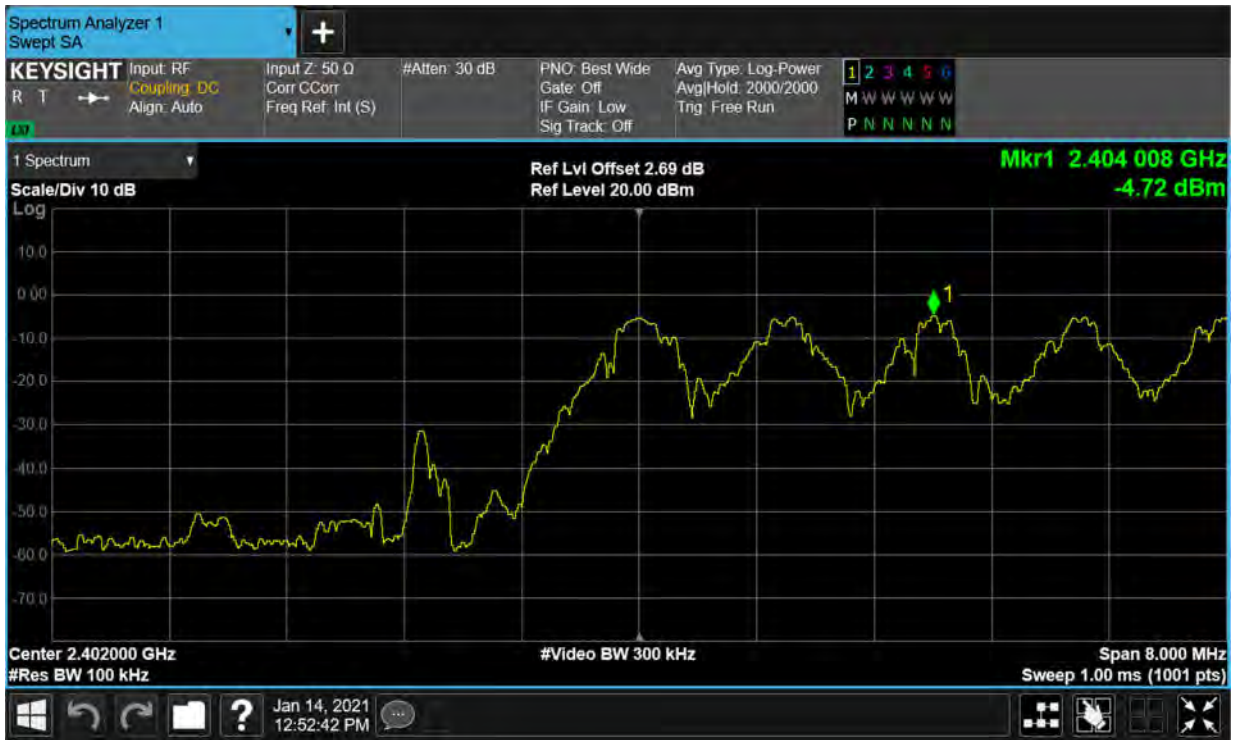 Spectrum Analyzer 1
Swept SA
+
KEYSIGHT
R T
LXI
Input: RF
Coupling: DC
Align: Auto
Input Z: 50 Ω
Corr CCorr
Freq Ref: Int (S)
#Atten: 30 dB
PNO: Best Wide
Gate: Off
IF Gain: Low
Sig Track: Off
Avg Type: Log-Power
Avg|Hold: 2000/2000
Trig: Free Run
1 2 3 4 5 6
M W W W W W
P N N N N N N
1 Spectrum
Scale/Div 10 dB
Ref Lvl Offset 2.69 dB
Ref Level 20.00 dBm
Mkr1 2.404 008 GHz
-4.72 dBm
Log
10.0
0.00
-10.0
-20.0
-30.0
-40.0
-50.0
-60.0
-70.0
1
Center 2.402000 GHz
#Res BW 100 kHz
#Video BW 300 kHz
Span 8.000 MHz
Sweep 1.00 ms (1001 pts)
?
Jan 14, 2021
12:52:42 PM